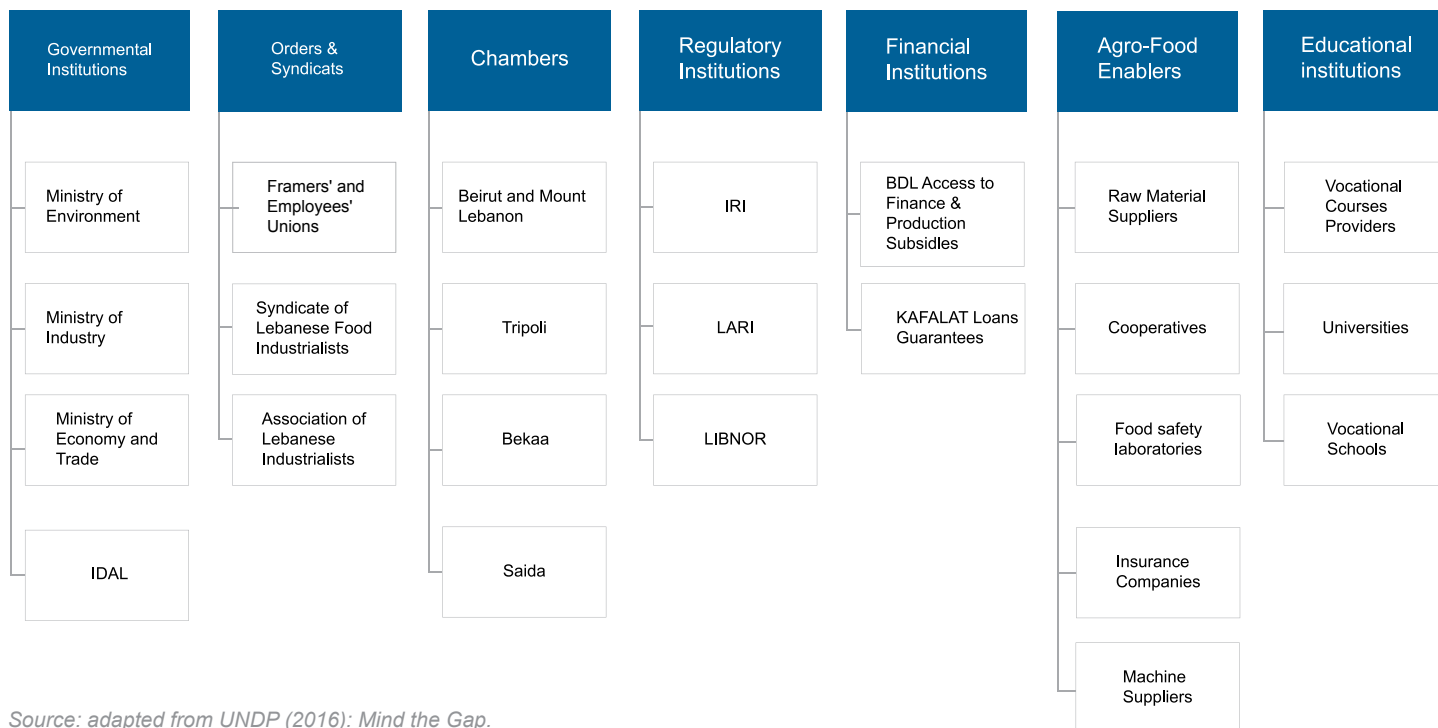 Governmental
Institutions
Ministry of
Environment
Ministry of
Industry
Ministry of
Economy and
Trade
IDAL
Orders &
Syndicats
Framers' and
Employees'
Unions
Syndicate of
Lebanese Food
Industrialists
Association of
Lebanese
Industrialists
Chambers
Beirut and Mount
Lebanon
Tripoli
Bekaa
Saida
Regulatory
Institutions
IRI
LARI
LIBNOR
Financial
Institutions
BDL Access to
Finance &
Production
Subsidles
KAFALAT Loans
Guarantees
Agro-Food
Enablers
Raw Material
Suppliers
Cooperatives
Food safety
laboratories
Insurance
Companies
Machine
Suppliers
Educational
institutions
Vocational
Courses
Providers
Universities
Vocational
Schools
Source: adapted from UNDP (2016): Mind the Gap.